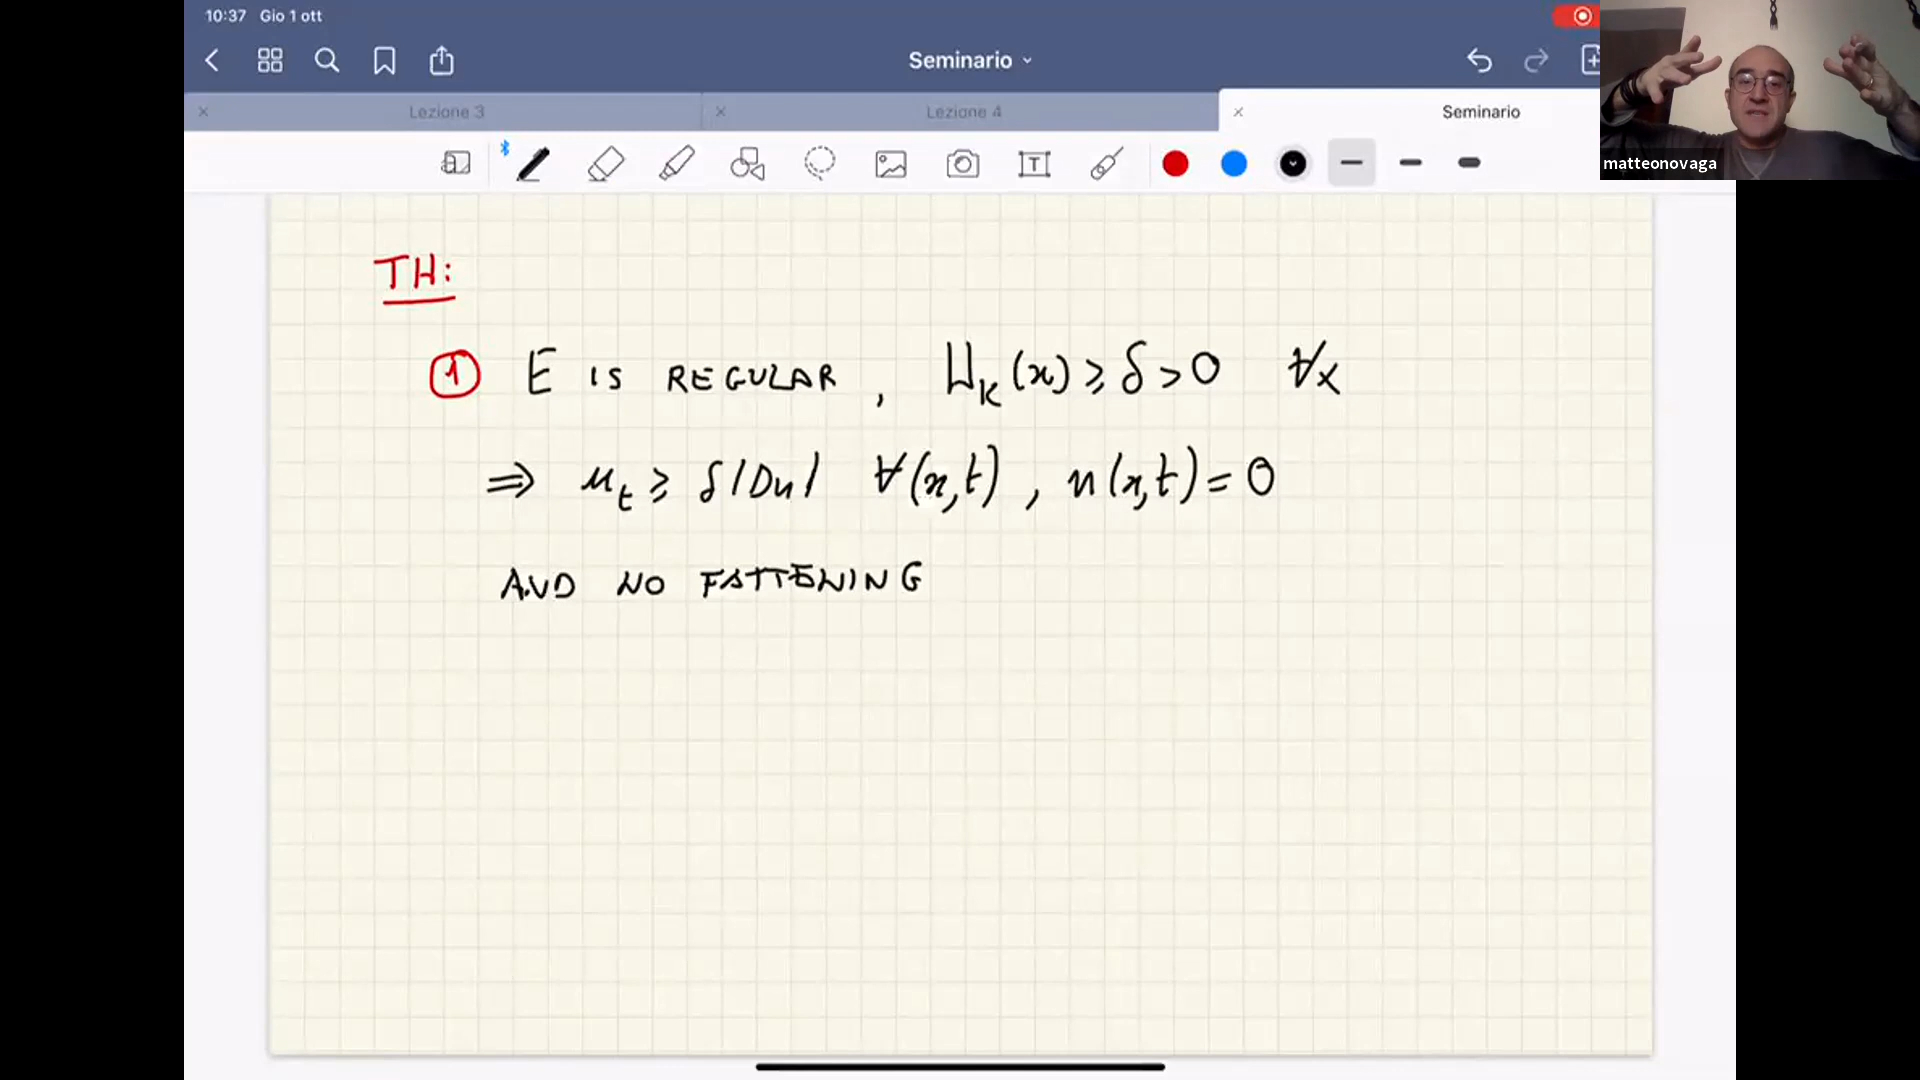 10:37 Gio 1 ott
Seminario
Lezione 3
Lezione 4
Seminario
T
matteonovaga
TH:
① E IS REGULAR, H_K(x) ≥ δ > 0 ∀x
⇒ u_t ≥ δ|Du| ∀(x,t), u(x,t) = 0
AND NO FATTENING